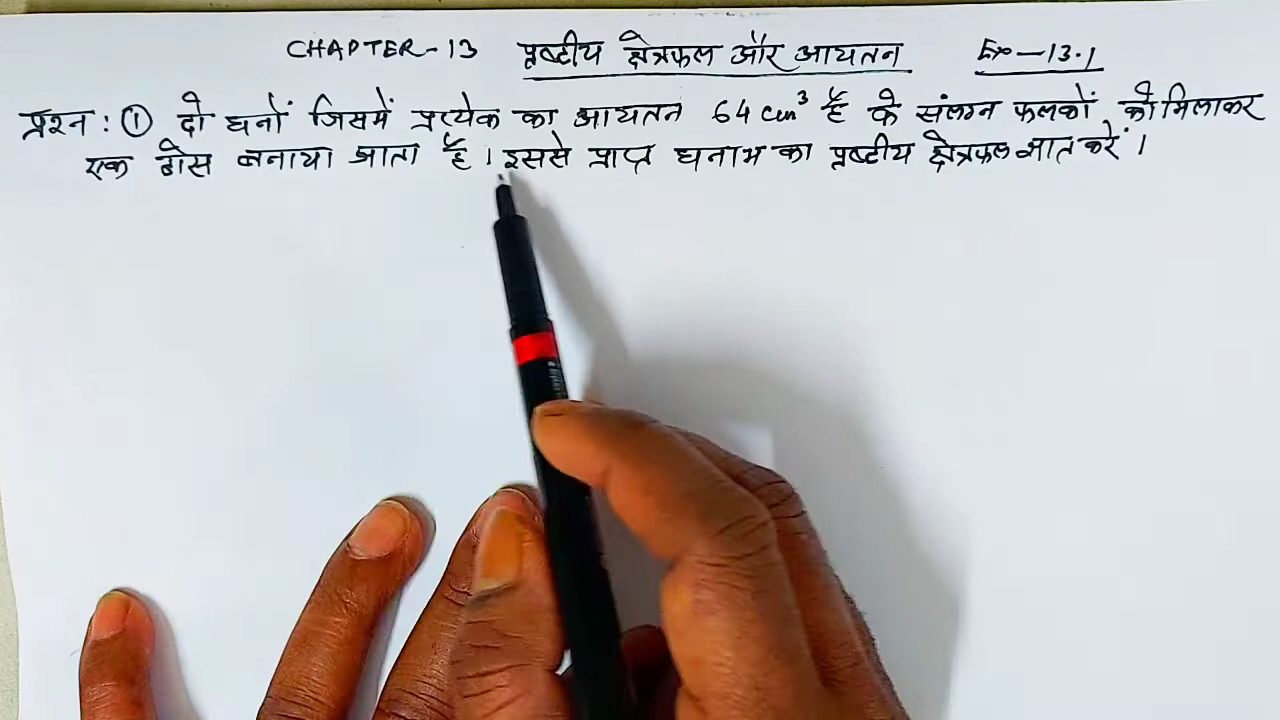 CHAPTER-13 पृष्टीय क्षेत्रफल और आयतन Ex-13.1
प्रश्न: ① दो घनों जिसमें प्रत्येक का आयतन 64 cm³ है के संलग्न फलकों को मिलाकर
एक ठोस बनाया जाता है। इससे प्राप्त घनाभ का पृष्टीय क्षेत्रफल ज्ञात करें।